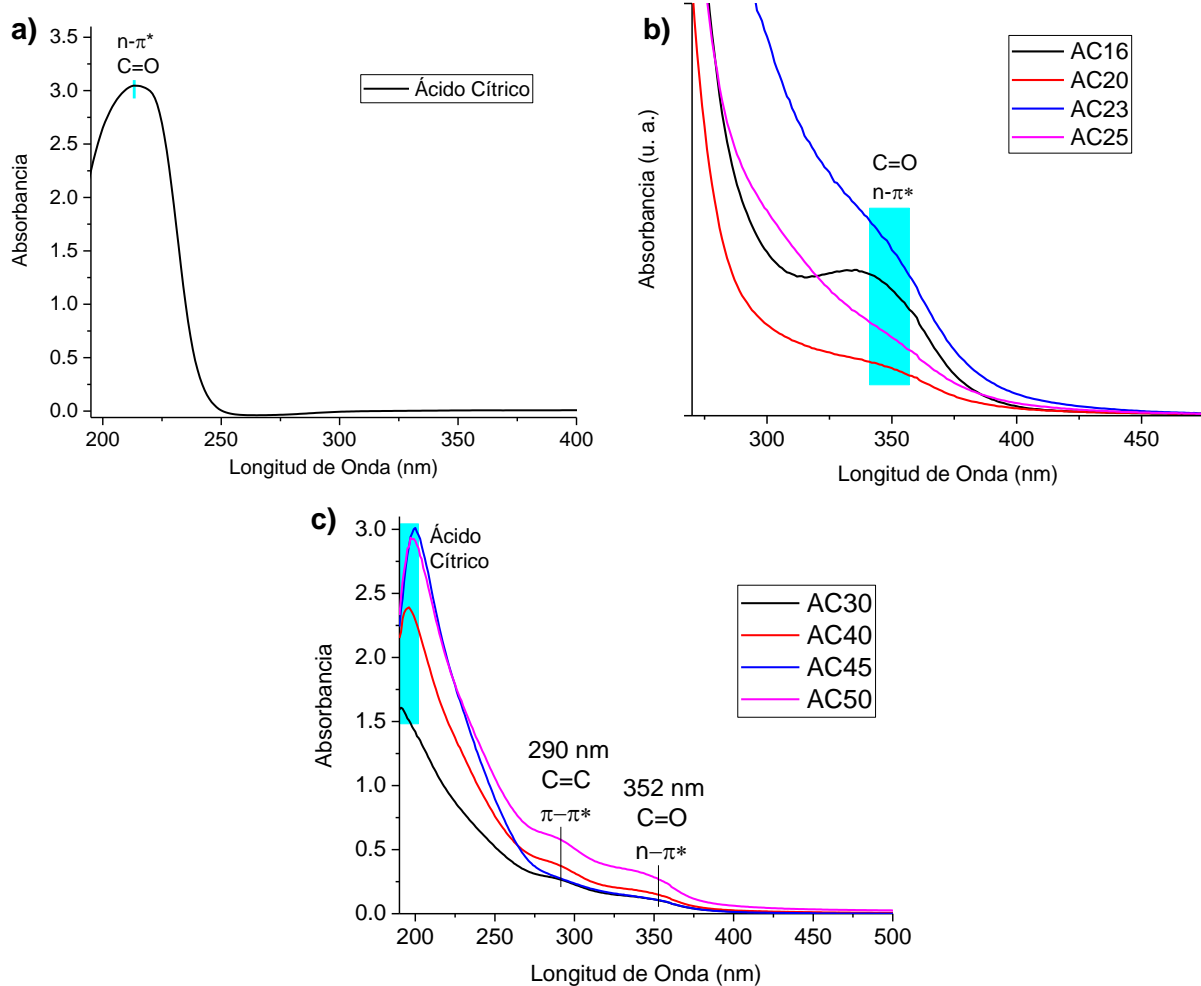 a)
n-π*
C=O
Ácido Cítrico
3.5
3.0
2.5
2.0
1.5
1.0
0.5
0.0
Absorbancia
200
250
300
350
400
Longitud de Onda (nm)
b)
AC16
AC20
AC23
AC25
C=O
n-π*
Absorbancia (u. a.)
300
350
400
450
Longitud de Onda (nm)
c)
Ácido
Cítrico
AC30
AC40
AC45
AC50
290 nm
C=C
π−π*
352 nm
C=O
n−π*
3.0
2.5
2.0
1.5
1.0
0.5
0.0
Absorbancia
200
250
300
350
400
450
500
Longitud de Onda (nm)